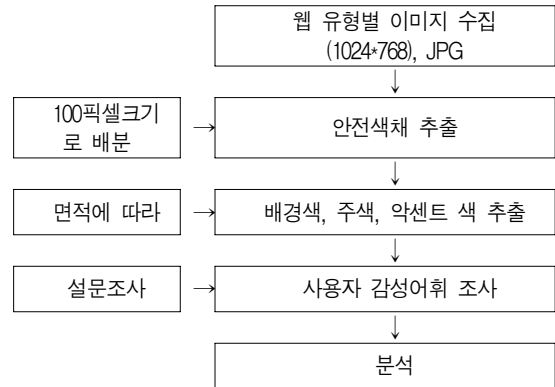 웹 유형별 이미지 수집
(1024*768), JPG
↓
100픽셀크기
로 배분
→
안전색채 추출
↓
면적에 따라
→
배경색, 주색, 악센트 색 추출
↓
설문조사
→
사용자 감성어휘 조사
↓
분석